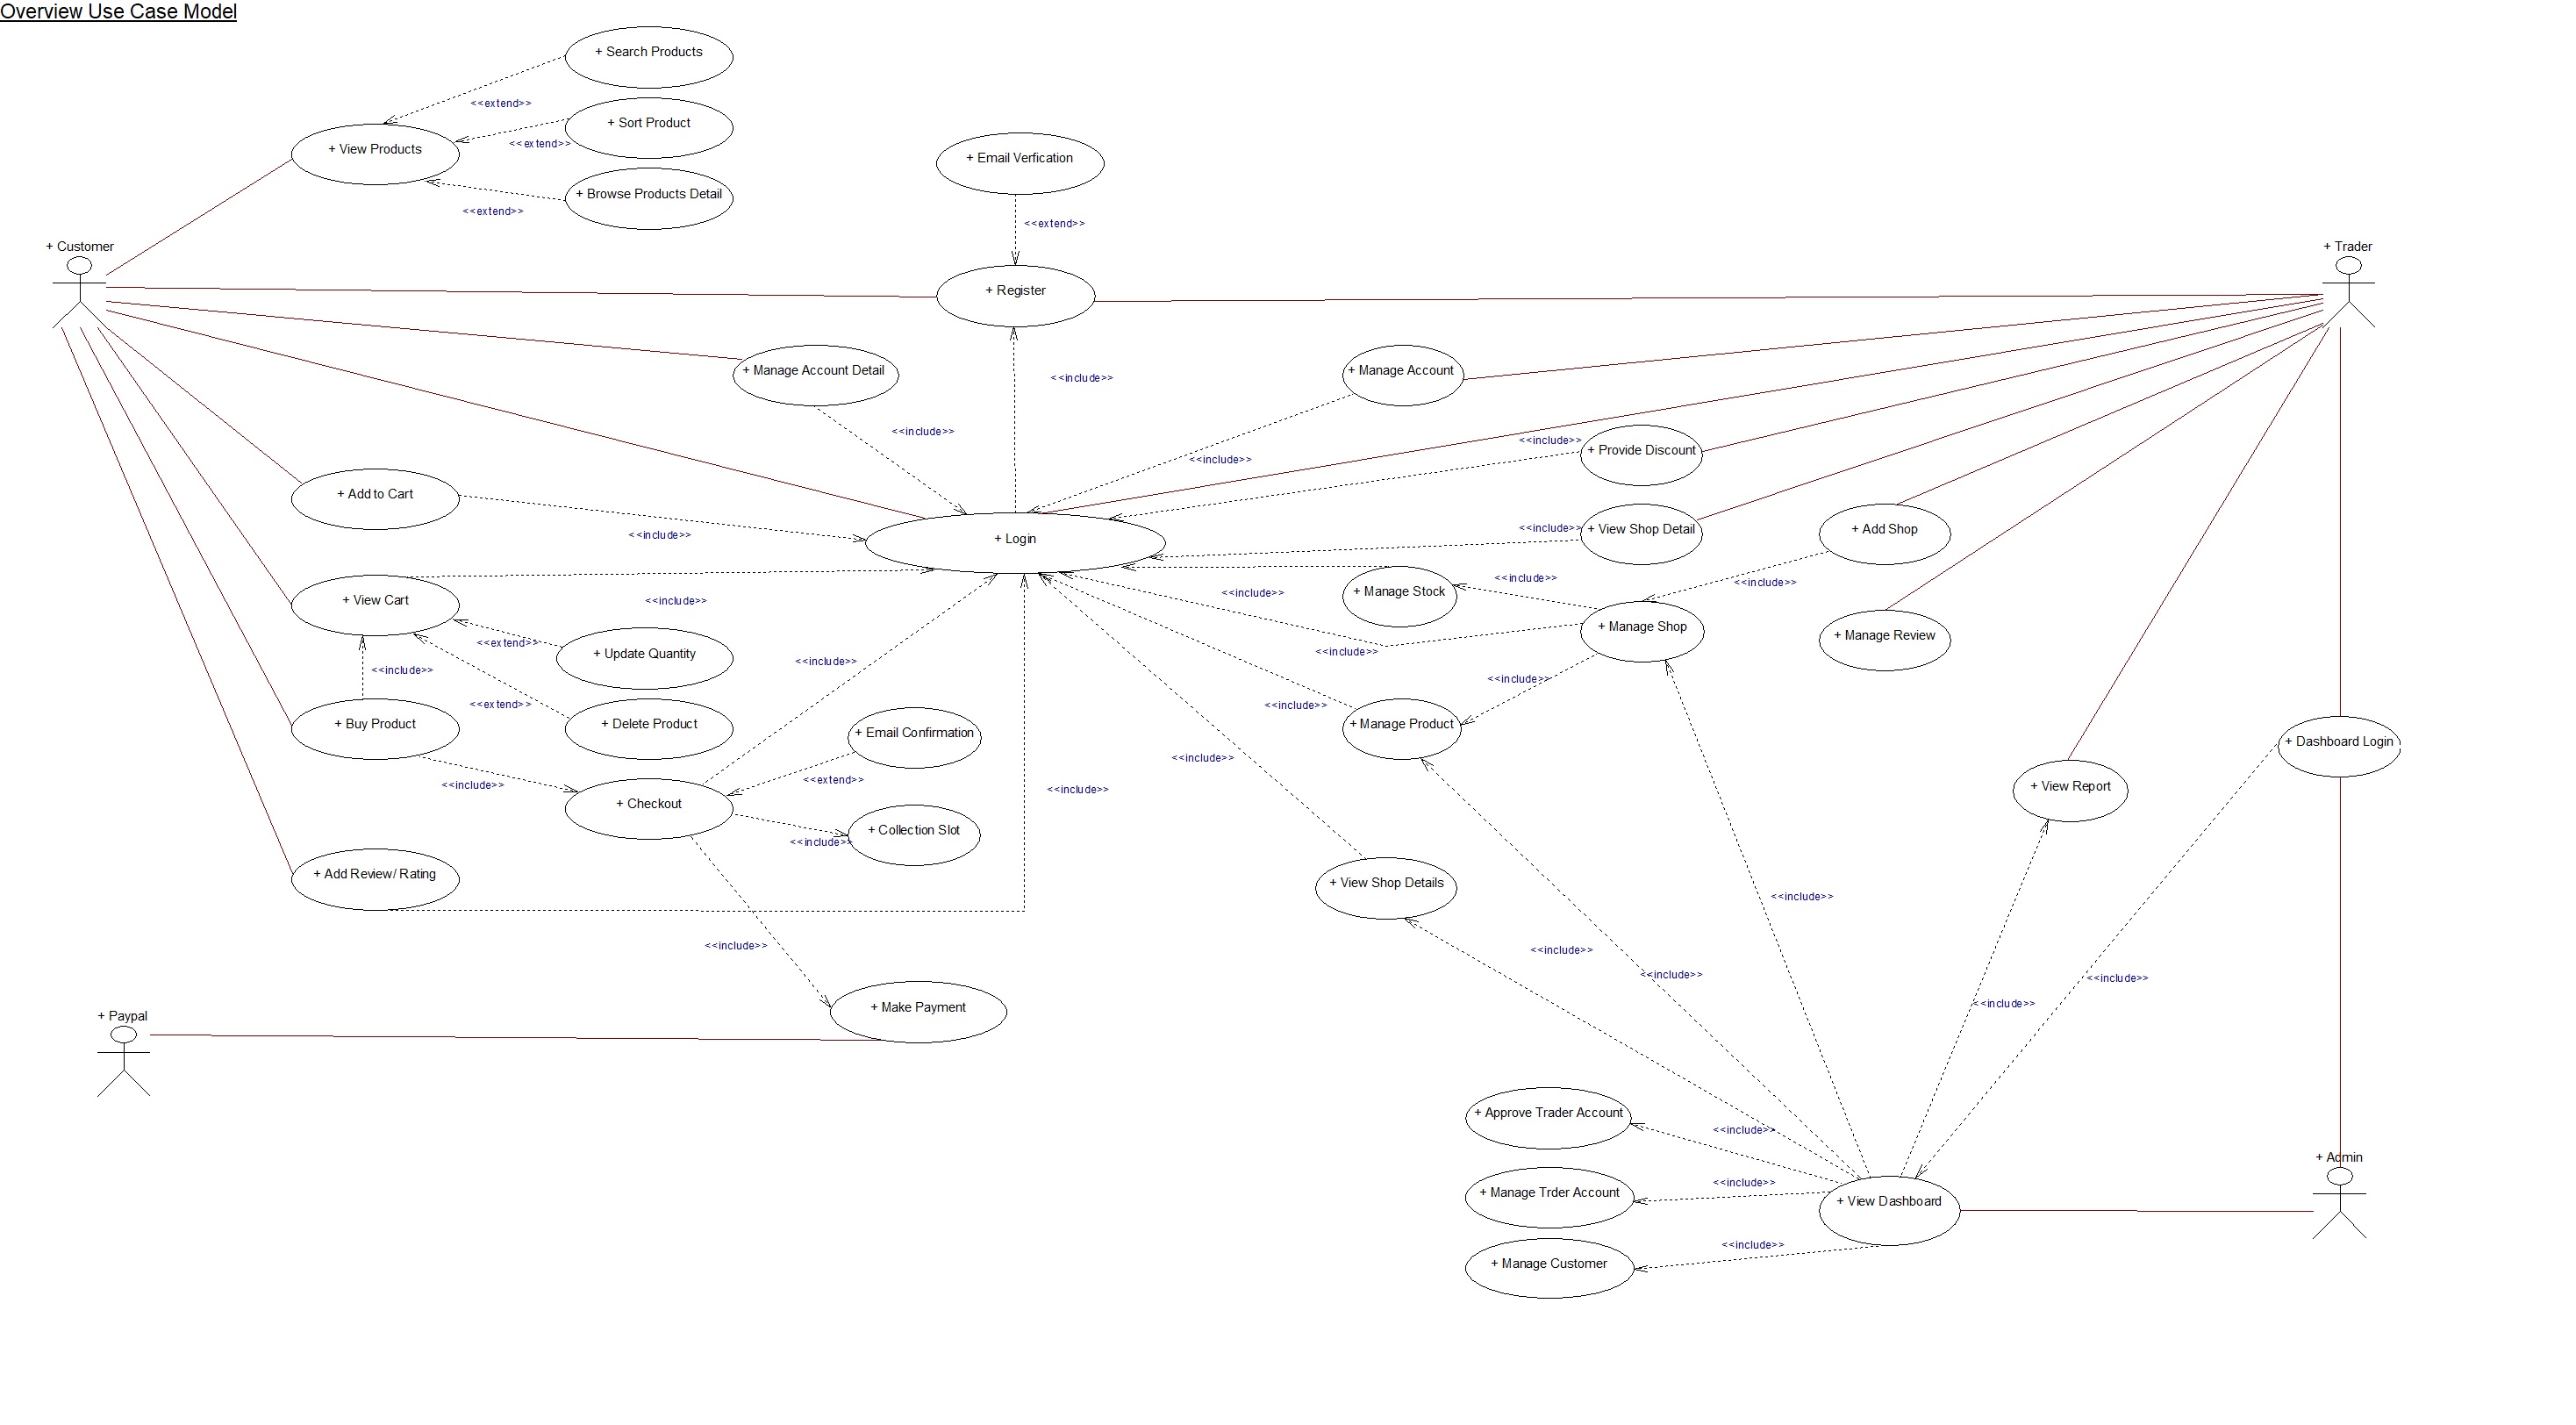 Overview Use Case Model
+ Search Products
<<extend>>
+ Sort Product
+ View Products
<<extend>>
+ Email Verfication
+ Browse Products Detail
<<extend>>
<<extend>>
+ Customer
+ Trader
+ Register
+ Manage Account Detail
<<include>>
+ Manage Account
<<include>>
<<include>>
<<include>>
+ Provide Discount
+ Add to Cart
<<include>>
+ Login
<<include>>
+ View Shop Detail
+ Add Shop
<<include>>
<<include>>
+ Manage Stock
<<include>>
+ View Cart
<<include>>
+ Manage Shop
+ Manage Review
<<extend>>
+ Update Quantity
<<include>>
<<include>>
<<include>>
<<include>>
<<extend>>
<<include>>
+ Buy Product
+ Delete Product
+ Email Confirmation
+ Manage Product
+ Dashboard Login
<<include>>
<<include>>
<<extend>>
<<include>>
+ View Report
+ Checkout
+ Collection Slot
<<include>>
+ Add Review/ Rating
+ View Shop Details
<<include>>
<<include>>
<<include>>
<<include>>
<<include>>
<<include>>
+ Make Payment
+ Paypal
+ Approve Trader Account
<<include>>
+ Admin
<<include>>
+ Manage Trder Account
+ View Dashboard
<<include>>
+ Manage Customer